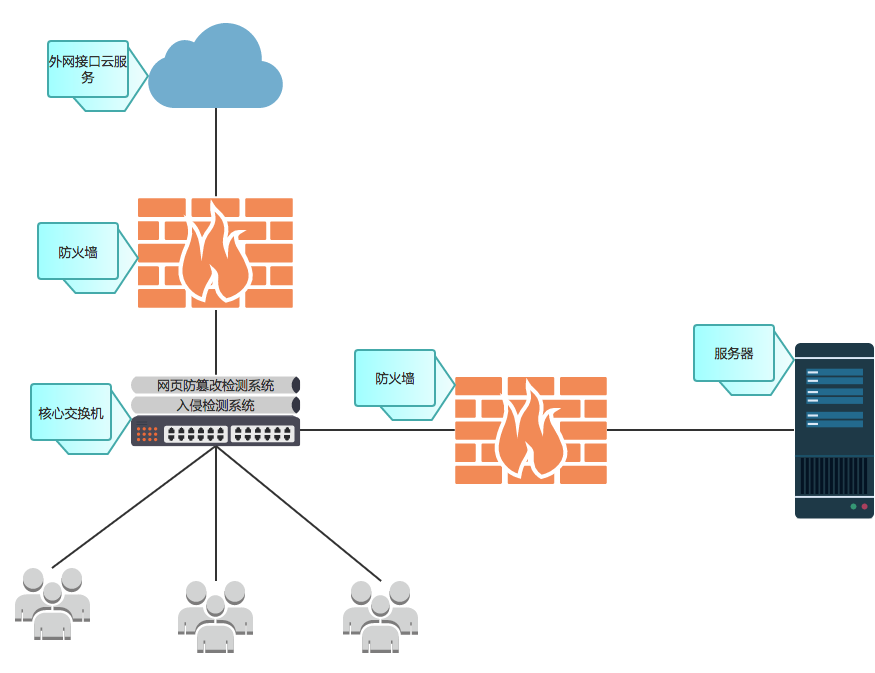 外网接口云服
务
防火墙
网页防篡改检测系统
入侵检测系统
核心交换机
防火墙
服务器